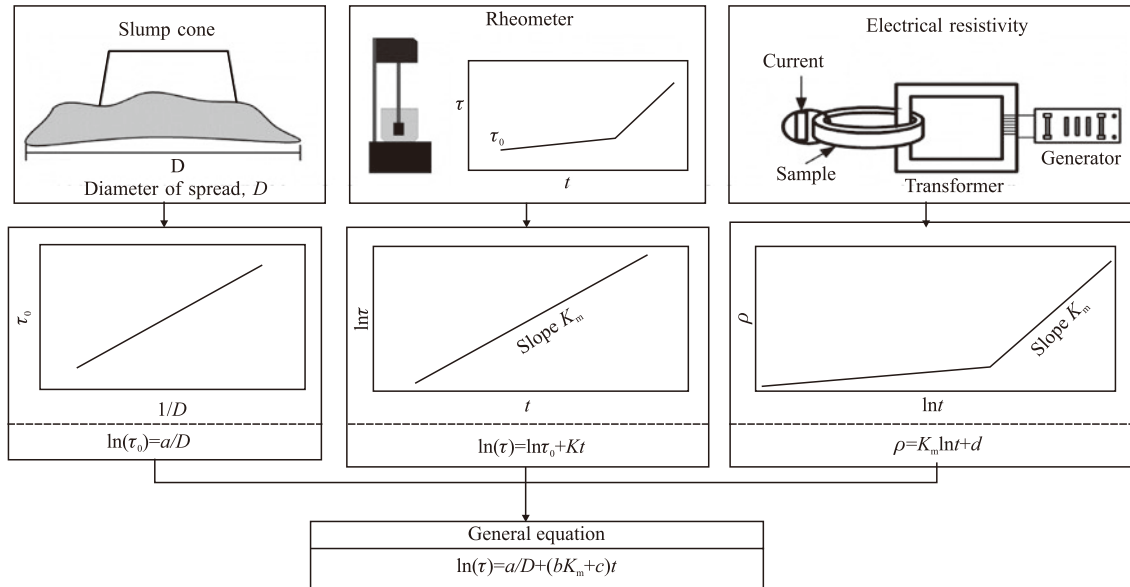 Slump cone
D
Diameter of spread, D
Rheometer
τ
τ₀
t
Electrical resistivity
Current
Sample
Transformer
Generator
τ₀
1/D
ln(τ₀)=a/D
lnτ
Slope Kₘ
t
ln(τ)=lnτ₀+Kt
ρ
Slope Kₘ
lnt
ρ=Kₘlnt+d
General equation
ln(τ)=a/D+(bKₘ+c)t